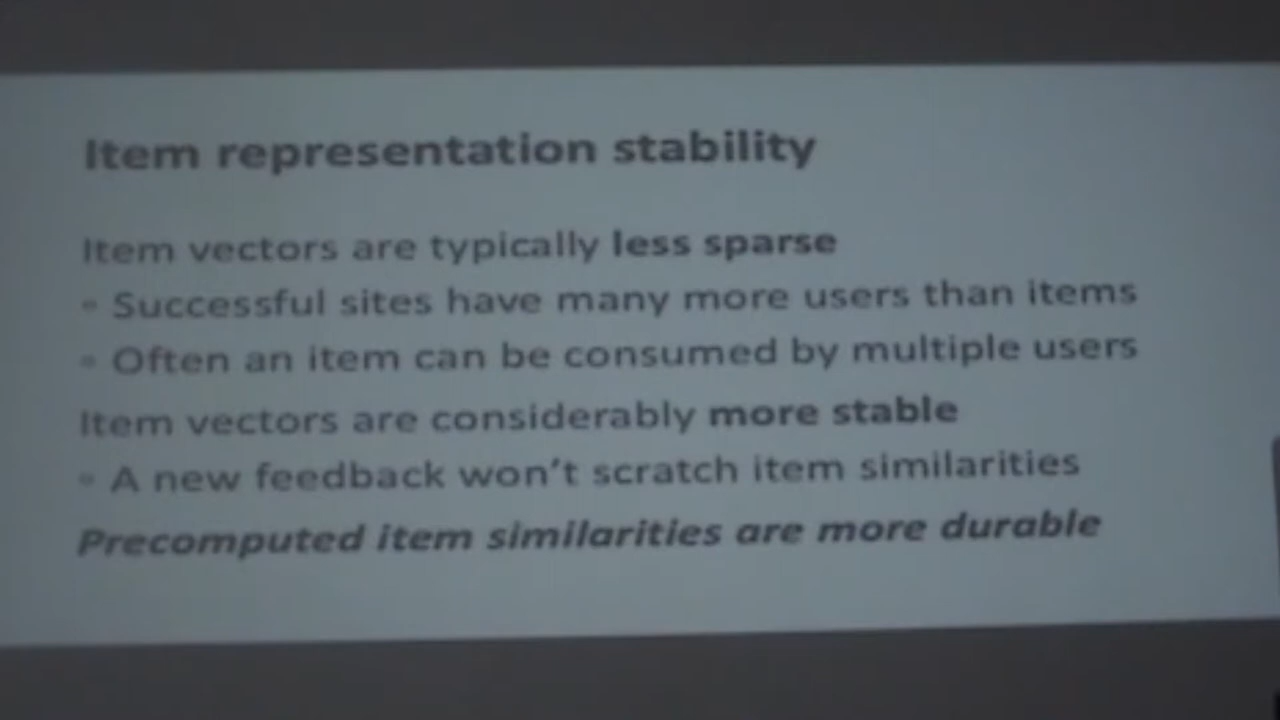 Item representation stability
Item vectors are typically less sparse
• Successful sites have many more users than items
• Often an item can be consumed by multiple users
Item vectors are considerably more stable
• A new feedback won't scratch item similarities
Precomputed item similarities are more durable